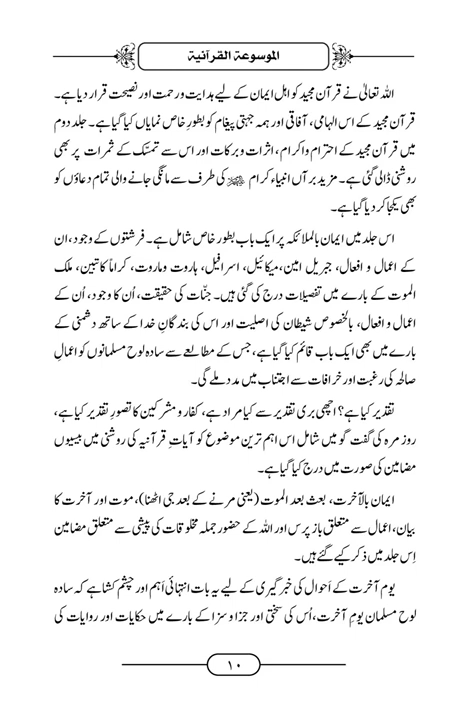 الموسوعة القرآنية
اللہ تعالیٰ نے قرآن مجید کو اہل ایمان کے لیے ہدایت و رحمت اور نصیحت قرار دیا ہے۔
قرآن مجید کے اس الہامی، آفاقی اور ہمہ جہتی پیغام کو بطورِ خاص نمایاں کیا گیا ہے۔ جلد دوم
میں قرآن مجید کے احترام و اکرام، اثرات و برکات اور اس سے تمسّک کے ثمرات پر بھی
روشنی ڈالی گئی ہے۔ مزید برآں انبیاء کرام کی طرف سے مانگی جانے والی تمام دعاؤں کو
بھی یکجا کر دیا گیا ہے۔
اس جلد میں ایمان بالملائکہ پر ایک باب بطور خاص شامل ہے۔ فرشتوں کے وجود، ان
کے اعمال و افعال، جبریل امین، میکائیل، اسرافیل، ہاروت وماروت، کراماً کاتبین، ملک
الموت کے بارے میں تفصیلات درج کی گئی ہیں۔ جنّات کی حقیقت، اُن کا وجود، اُن کے
اعمال و افعال، بالخصوص شیطان کی اصلیت اور اس کی بندگانِ خدا کے ساتھ دشمنی کے
بارے میں بھی ایک باب قائم کیا گیا ہے، جس کے مطالعے سے سادہ لوح مسلمانوں کو اعمالِ
صالحہ کی رغبت اور خرافات سے اجتناب میں مدد ملے گی۔
تقدیر کیا ہے؟ اچھی بری تقدیر سے کیا مراد ہے، کفار و مشرکین کا تصورِ تقدیر کیا ہے،
روز مرہ کی گفت گو میں شامل اس اہم ترین موضوع کو آیاتِ قرآنیہ کی روشنی میں بیسیوں
مضامین کی صورت میں درج کیا گیا ہے۔
ایمان بالآخرت، بعث بعد الموت (یعنی مرنے کے بعد جی اٹھنا)، موت اور آخرت کا
بیان، اعمال سے متعلق باز پرس اور اللہ کے حضور جملہ مخلوقات کی پیشی سے متعلق مضامین
اِس جلد میں ذکر کیے گئے ہیں۔
یومِ آخرت کے اَحوال کی خبر گیری کے لیے یہ بات انتہائی اَہم اور چشم کشا ہے کہ سادہ
لوح مسلمان یومِ آخرت، اُس کی سختی اور جزا و سزا کے بارے میں حکایات اور روایات کی
۱۰